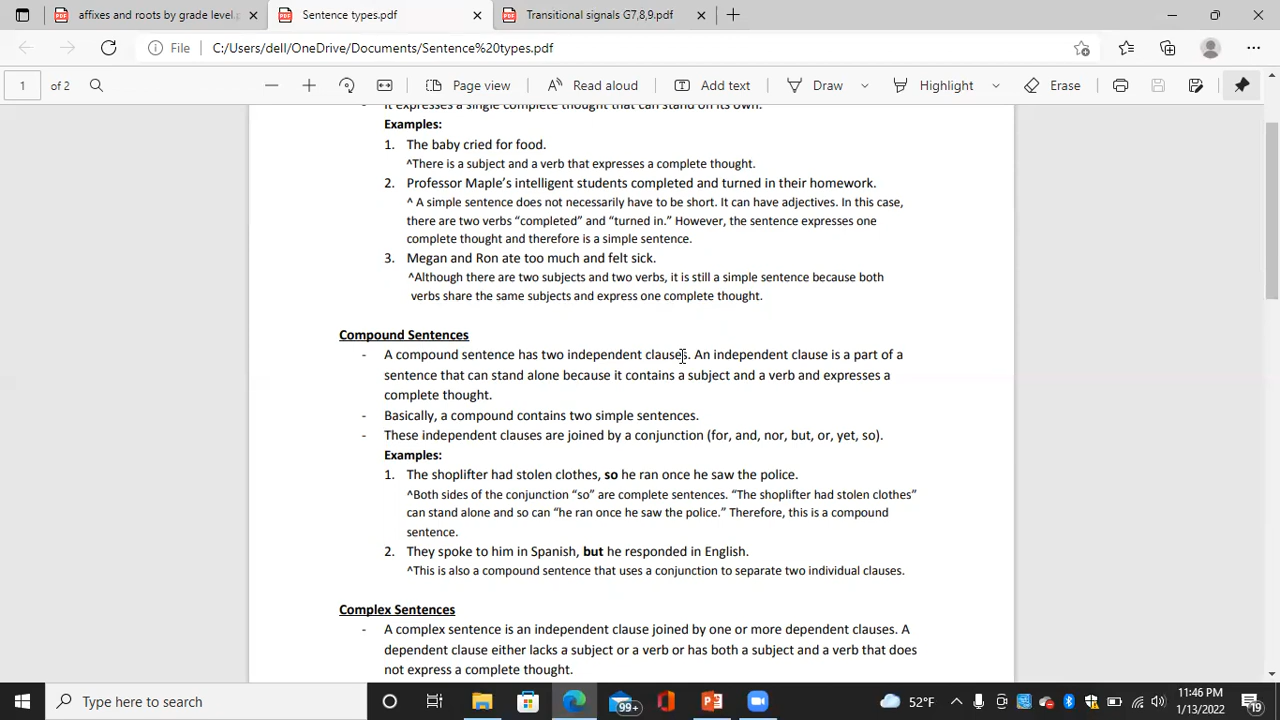 affixes and roots by grade level.
Sentence types.pdf
Transitional signals G7,8,9.pdf
File
C:/Users/dell/OneDrive/Documents/Sentence%20types.pdf
1 of 2
Page view
Read aloud
Add text
Draw
Highlight
Erase
- It expresses a single complete thought that can stand on its own.
Examples:
1. The baby cried for food.
^There is a subject and a verb that expresses a complete thought.
2. Professor Maple's intelligent students completed and turned in their homework.
^ A simple sentence does not necessarily have to be short. It can have adjectives. In this case,
there are two verbs “completed” and “turned in.” However, the sentence expresses one
complete thought and therefore is a simple sentence.
3. Megan and Ron ate too much and felt sick.
^Although there are two subjects and two verbs, it is still a simple sentence because both
verbs share the same subjects and express one complete thought.
Compound Sentences
- A compound sentence has two independent clauses. An independent clause is a part of a
sentence that can stand alone because it contains a subject and a verb and expresses a
complete thought.
- Basically, a compound contains two simple sentences.
- These independent clauses are joined by a conjunction (for, and, nor, but, or, yet, so).
Examples:
1. The shoplifter had stolen clothes, so he ran once he saw the police.
^Both sides of the conjunction “so” are complete sentences. “The shoplifter had stolen clothes”
can stand alone and so can “he ran once he saw the police.” Therefore, this is a compound
sentence.
2. They spoke to him in Spanish, but he responded in English.
^This is also a compound sentence that uses a conjunction to separate two individual clauses.
Complex Sentences
- A complex sentence is an independent clause joined by one or more dependent clauses. A
dependent clause either lacks a subject or a verb or has both a subject and a verb that does
not express a complete thought.
Type here to search
99+
52°F
11:46 PM
1/13/2022
19